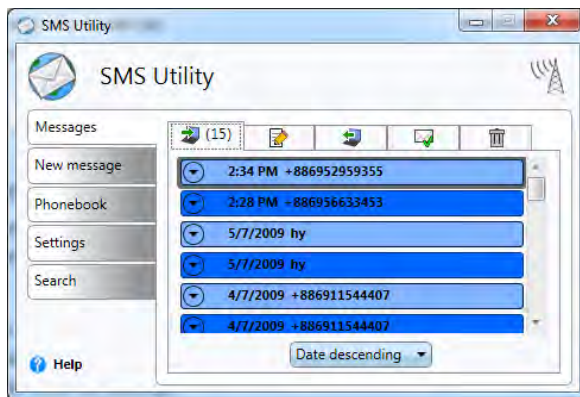 SMS Utility
SMS Utility
Messages
New message
Phonebook
Settings
Search
Help
(15)
2:34 PM +886952959355
2:28 PM +886956633453
5/7/2009 hy
5/7/2009 hy
4/7/2009 +886911544407
4/7/2009 +886911544407
Date descending